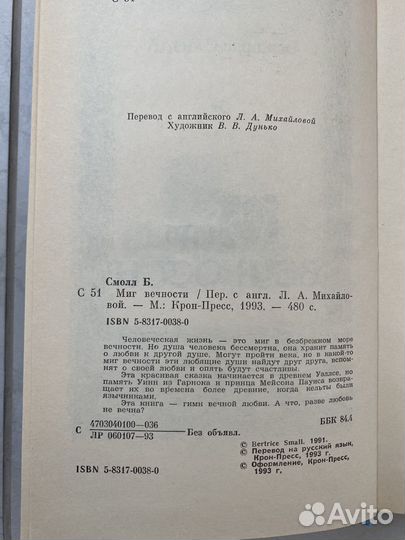 С 51
Перевод с английского Л. А. Михайловой
Художник В. В. Дунько
Смолл Б.
С 51 Миг вечности / Пер. с англ. Л. А. Михайло-
вой. — М.: Крон-Пресс, 1993. — 480 с.
ISBN 5-8317-0038-0
Человеческая жизнь — это миг в безбрежном море
вечности. Но душа человека бессмертна, она хранит память
о любви к другой душе. Могут пройти века, но в какой-то
миг вечности эти любящие души найдут друг друга, вспом-
нят о своей любви и опять будут счастливы.
Эта красивая сказка начинается в древнем Уэллсе, но
память Уинн из Гарнока и принца Мейсона Пауиса возвра-
щает их во времена более древние, когда кельты были
язычниками.
Эта книга — гимн вечной любви. А что, разве любовь
не вечна?
С 4703040100—036
ЛР 060107—93 Без объявл. ББК 84.4
© Bertrice Small. 1991.
© Перевод на русский язык,
Крон-Пресс, 1993 г.
© Оформление, Крон-Пресс,
1993 г.
ISBN 5-8317-0038-0
Avito